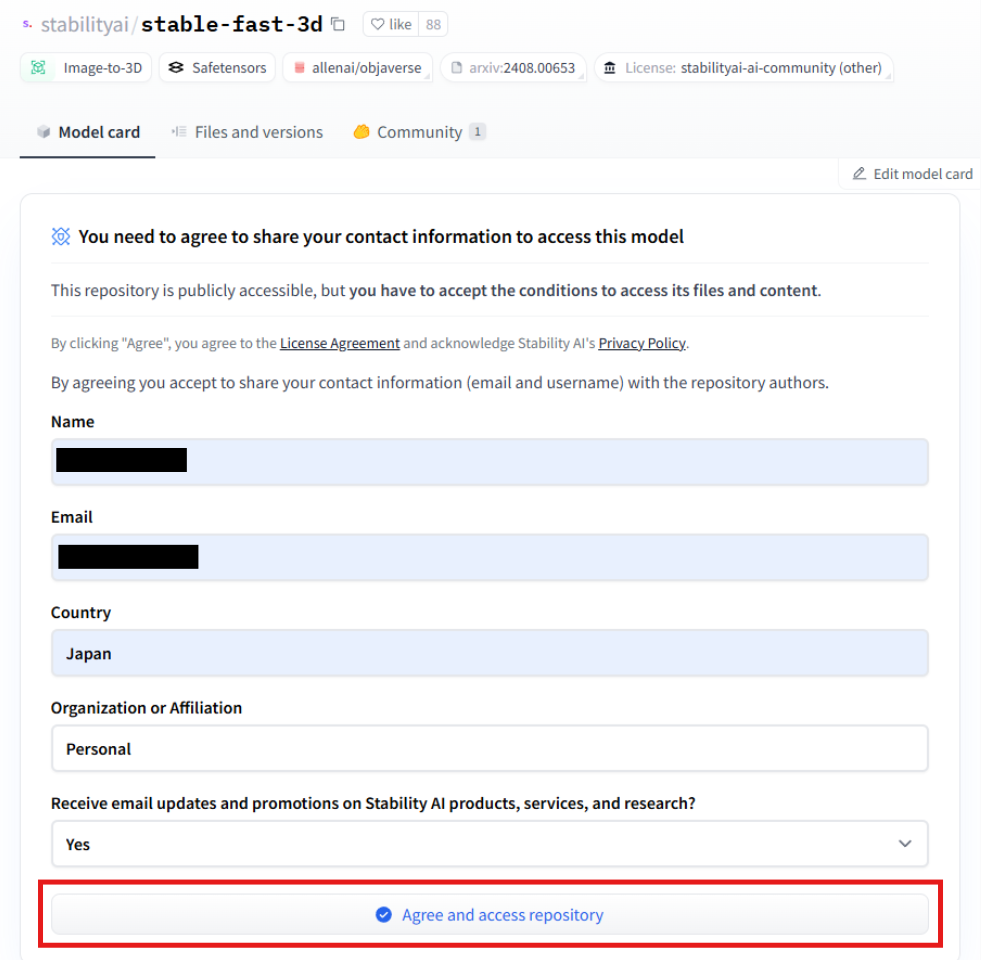 s. stabilityai/stable-fast-3d like 88
Image-to-3D Safetensors allenai/objaverse arxiv:2408.00653 License: stabilityai-ai-community (other)
Model card Files and versions Community 1
Edit model card
You need to agree to share your contact information to access this model
This repository is publicly accessible, but you have to accept the conditions to access its files and content.
By clicking "Agree", you agree to the License Agreement and acknowledge Stability AI's Privacy Policy.
By agreeing you accept to share your contact information (email and username) with the repository authors.
Name
Email
Country
Japan
Organization or Affiliation
Personal
Receive email updates and promotions on Stability AI products, services, and research?
Yes
Agree and access repository